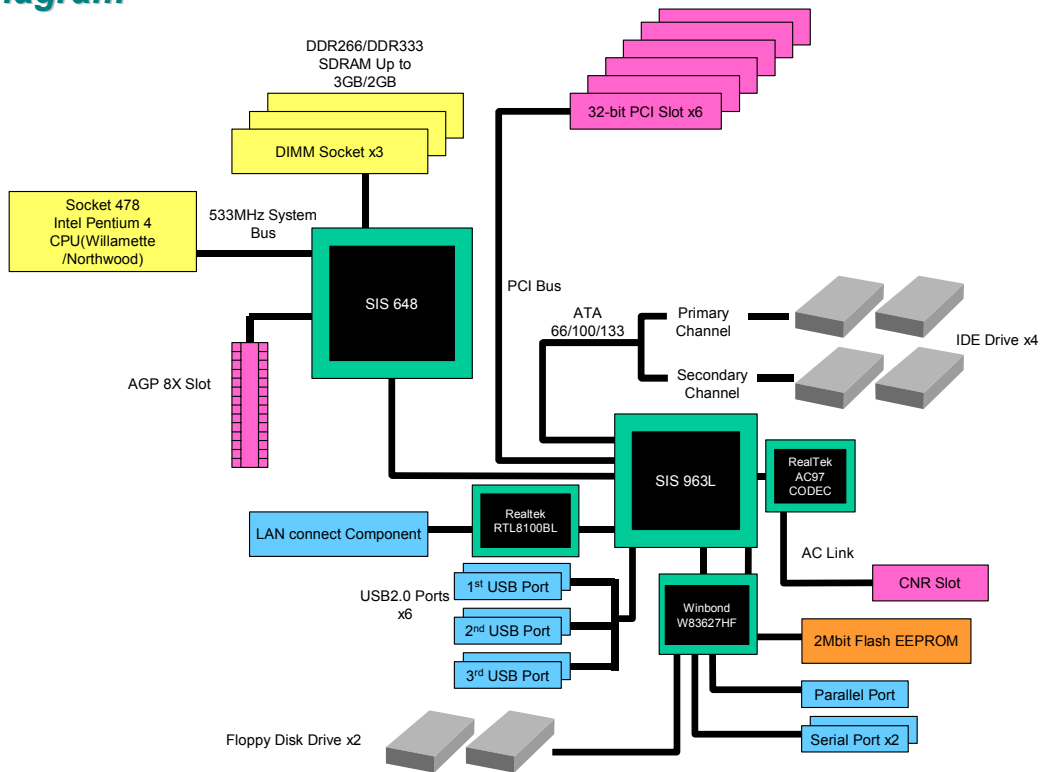 DDR266/DDR333
SDRAM Up to
3GB/2GB
32-bit PCI Slot x6
DIMM Socket x3
Socket 478
Intel Pentium 4
CPU(Willamette
/Northwood)
533MHz System
Bus
SIS 648
PCI Bus
ATA
66/100/133
Primary
Channel
IDE Drive x4
Secondary
Channel
AGP 8X Slot
SIS 963L
RealTek
AC97
CODEC
Realtek
RTL8100BL
LAN connect Component
AC Link
CNR Slot
USB2.0 Ports
x6
1st USB Port
2nd USB Port
3rd USB Port
Winbond
W83627HF
2Mbit Flash EEPROM
Parallel Port
Serial Port x2
Floppy Disk Drive x2